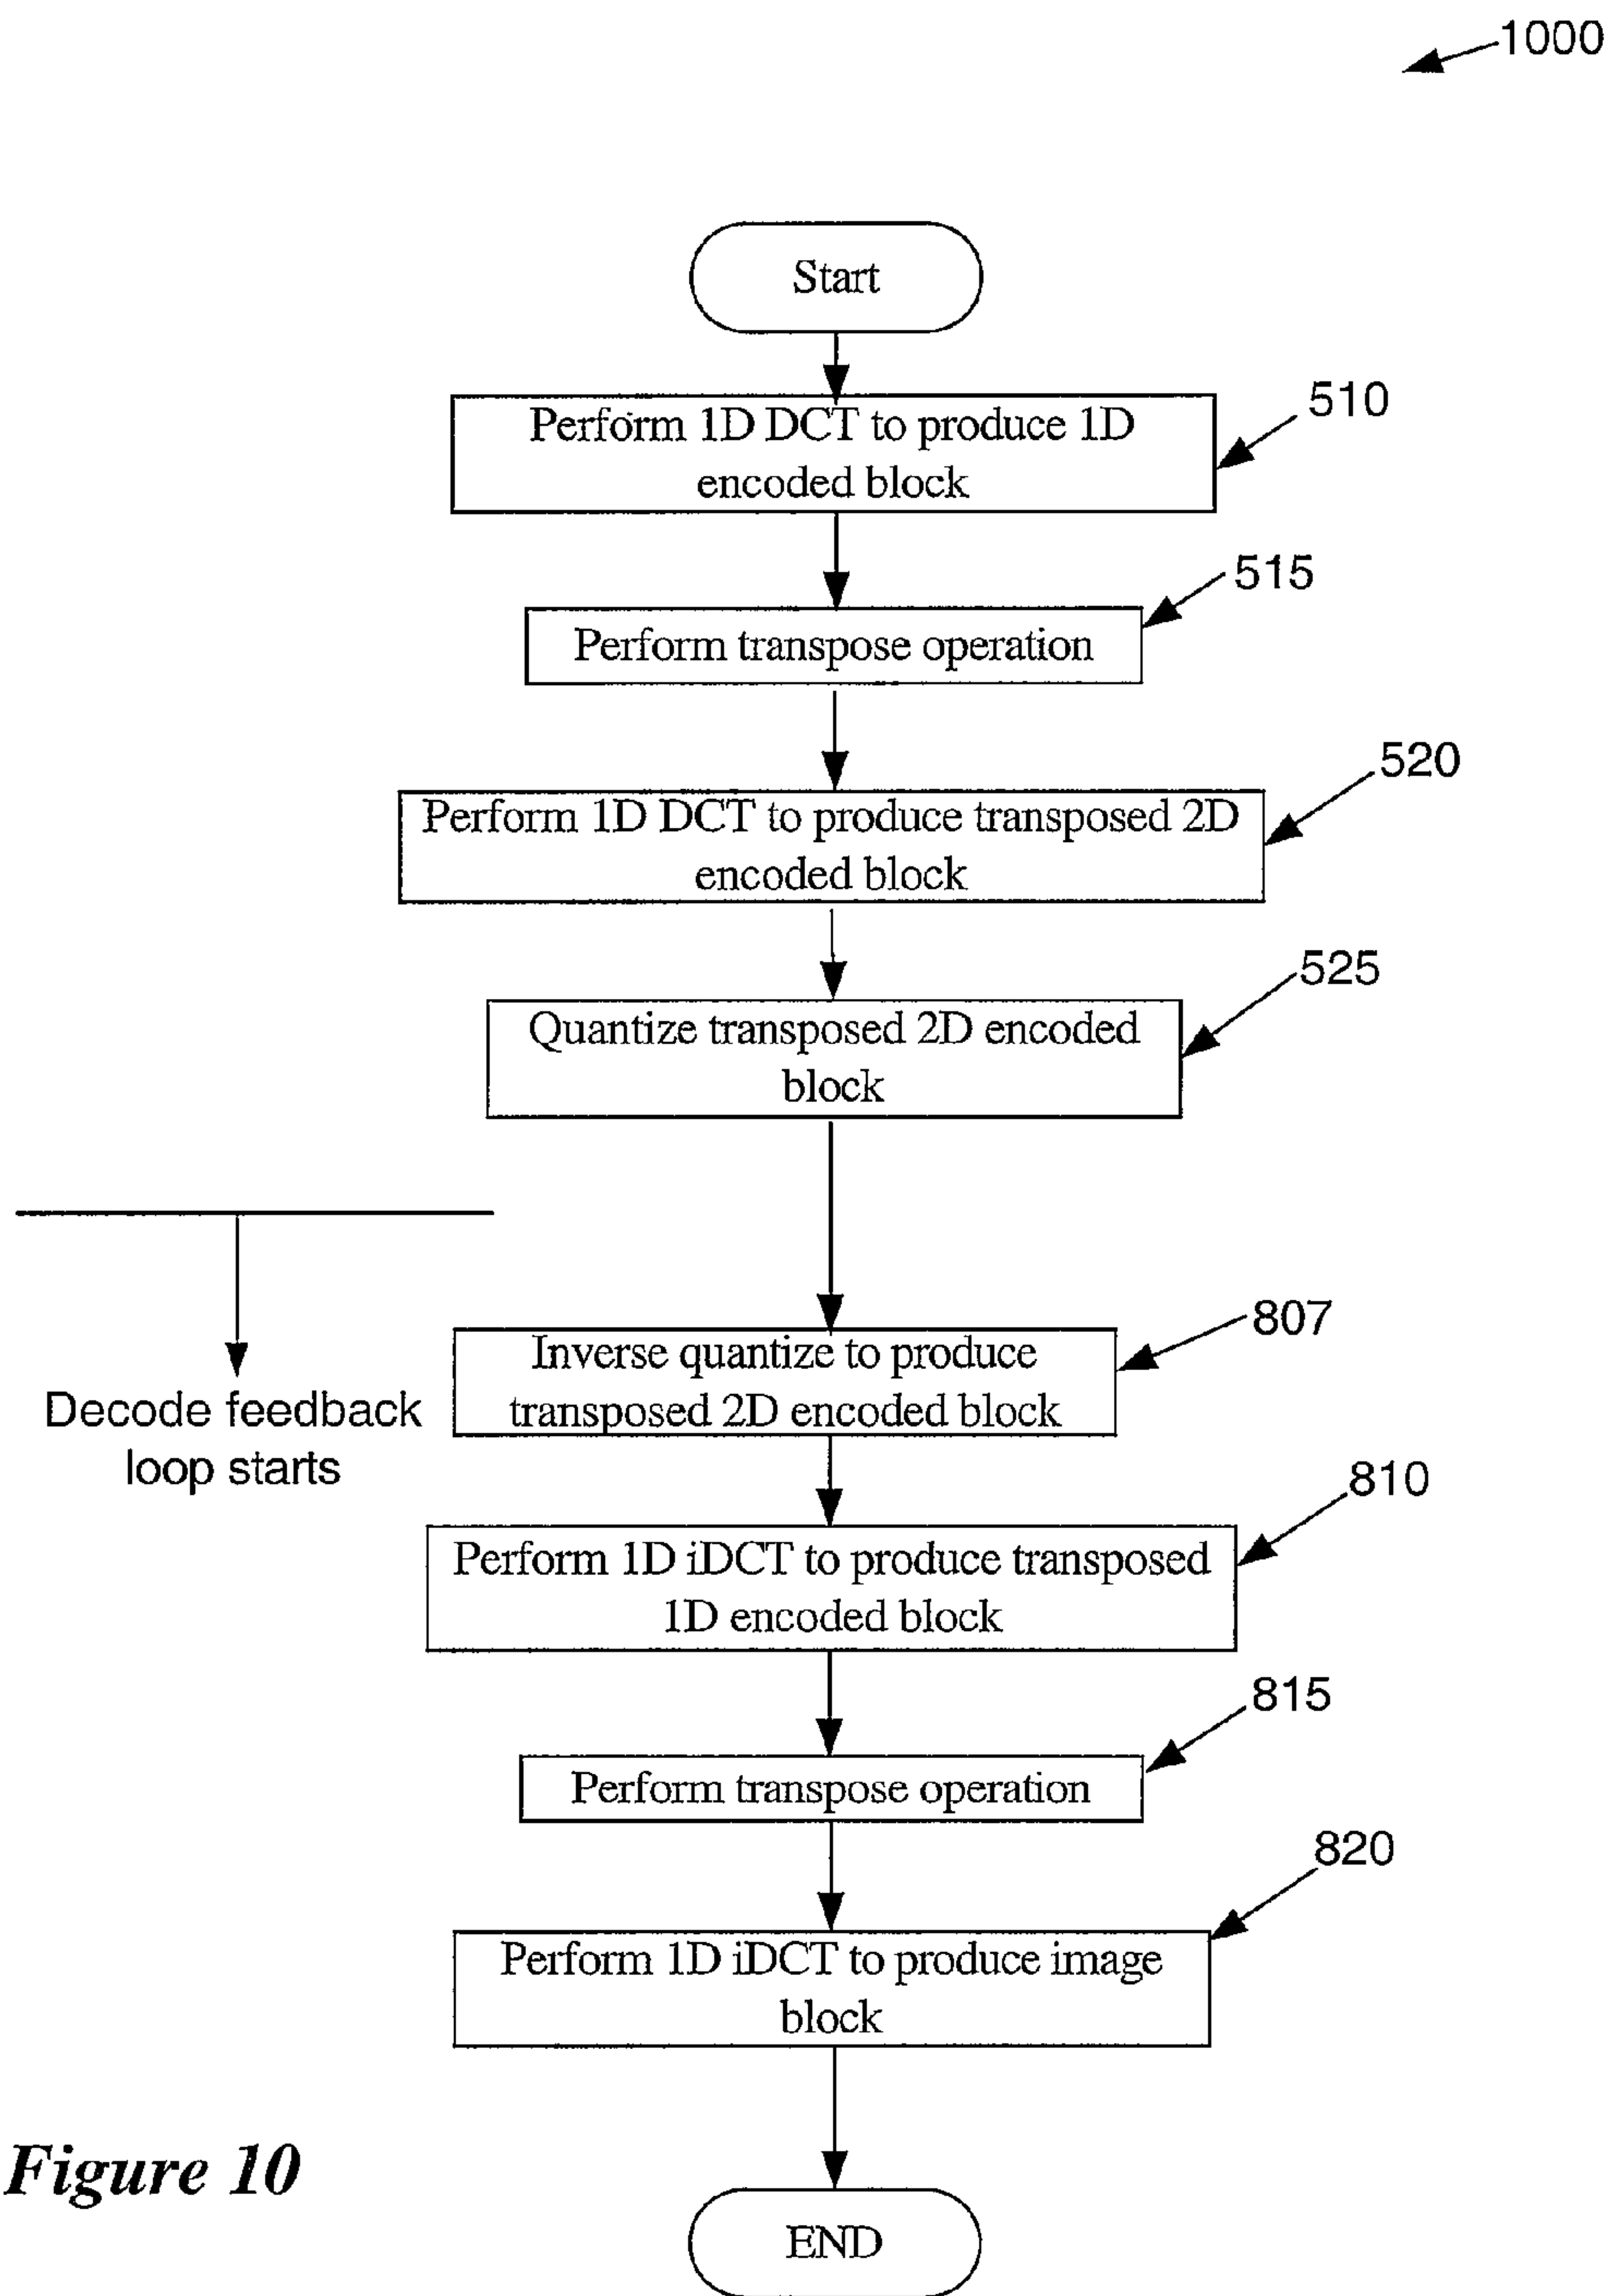 1000
Start
Perform 1D DCT to produce 1D
encoded block
510
Perform transpose operation
515
Perform 1D DCT to produce transposed 2D
encoded block
520
Quantize transposed 2D encoded
block
525
Decode feedback
loop starts
Inverse quantize to produce
transposed 2D encoded block
807
Perform 1D iDCT to produce transposed
1D encoded block
810
Perform transpose operation
815
Perform 1D iDCT to produce image
block
820
Figure 10
END